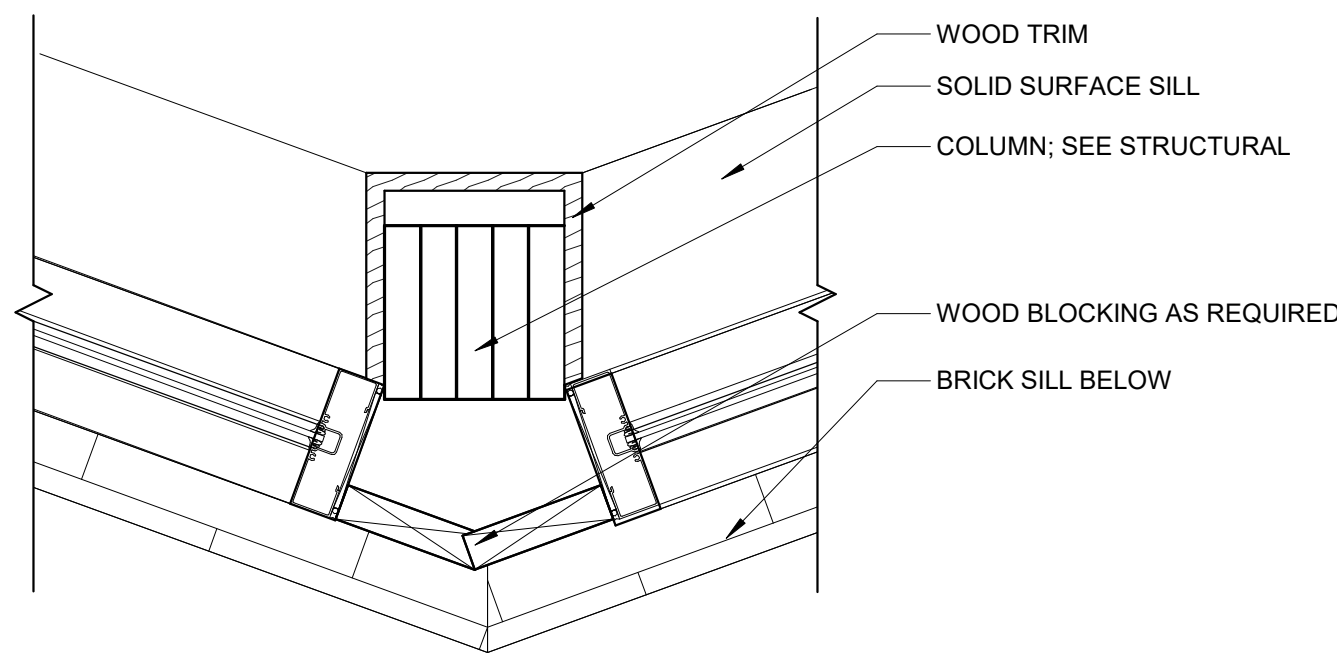 WOOD TRIM
SOLID SURFACE SILL
COLUMN; SEE STRUCTURAL
WOOD BLOCKING AS REQUIRED
BRICK SILL BELOW